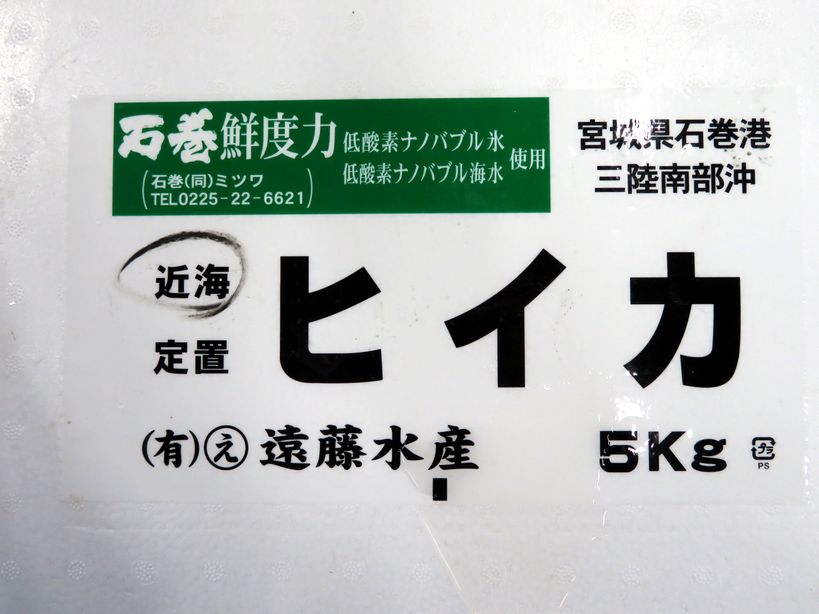 石巻鮮度力
低酸素ナノバブル氷
低酸素ナノバブル海水
使用
(石巻(同)ミツワ
TEL0225-22-6621)
宮城県石巻港
三陸南部沖
近海
定置
ヒイカ
(有)え 遠藤水産
5Kg
プラ
PS